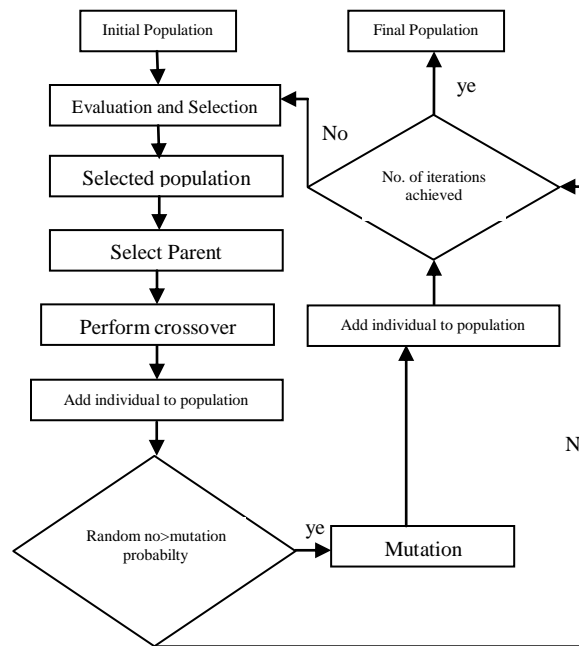 Initial Population
Evaluation and Selection
Selected population
Select Parent
Perform crossover
Add individual to population
Random no>mutation
probabilty
ye
Mutation
Add individual to population
No. of iterations
achieved
No
ye
Final Population
N